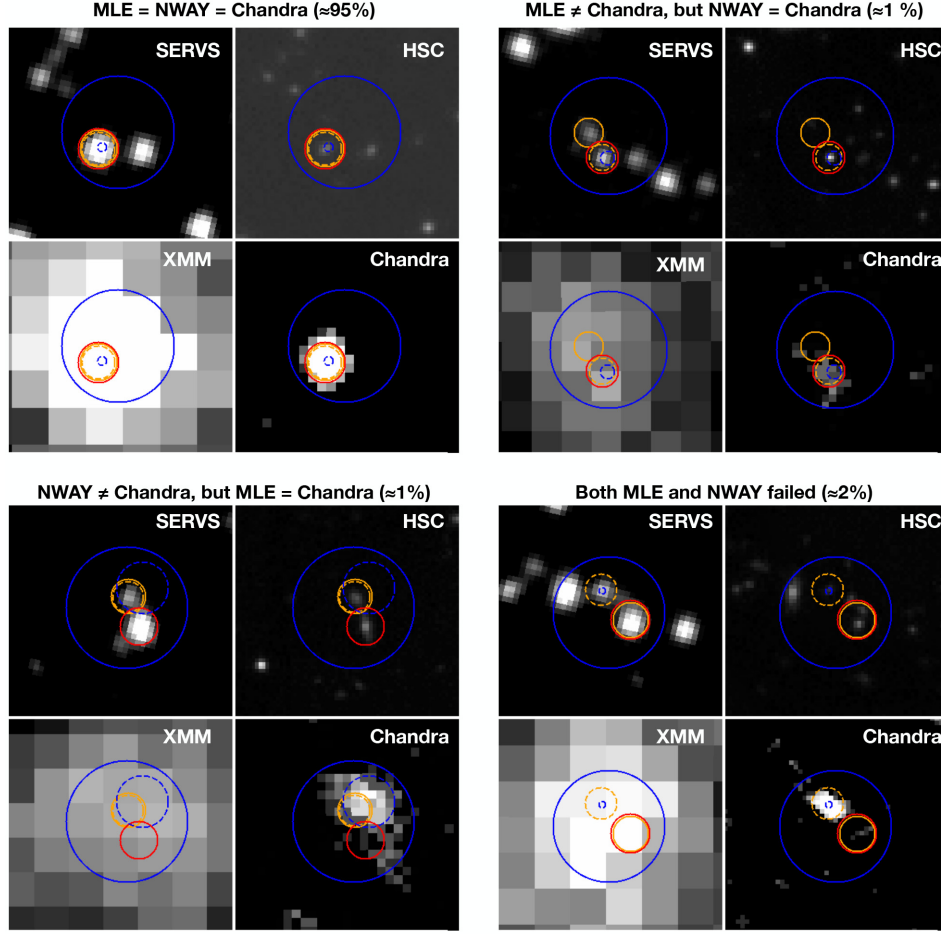 MLE = NWAY = Chandra (≈95%)
SERVS
HSC
XMM
Chandra
MLE ≠ Chandra, but NWAY = Chandra (≈1 %)
SERVS
HSC
XMM
Chandra
NWAY ≠ Chandra, but MLE = Chandra (≈1%)
SERVS
HSC
XMM
Chandra
Both MLE and NWAY failed (≈2%)
SERVS
HSC
XMM
Chandra